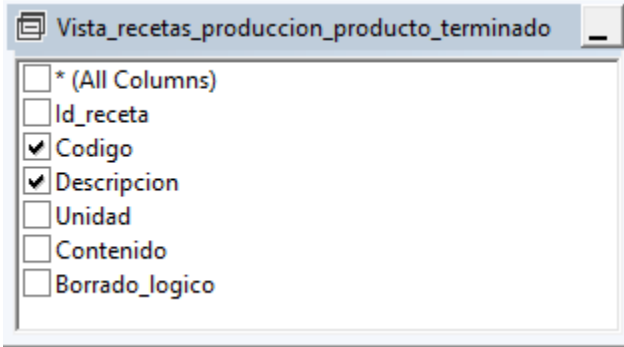 Vista_recetas_produccion_producto_terminado
* (All Columns)
Id_receta
Codigo
Descripcion
Unidad
Contenido
Borrado_logico